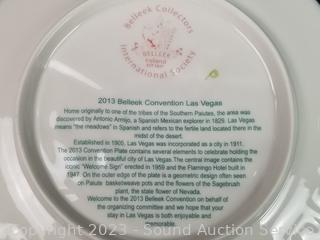 Belleek Collectors
BELLEEK
International Society
2013 Belleek Convention Las Vegas
Home originally to one of the tribes of the Southern Paiutes, the area was
discovered by Antonio Armijo, a Spanish Mexican explorer in 1829. Las Vegas
means "the meadows" in Spanish and refers to the fertile land located there in the
midst of the desert.
Established in 1905, Las Vegas was incorporated as a city in 1911.
The 2013 Convention Plate contains several elements to celebrate holding the
occasion in the beautiful city of Las Vegas. The central image contains the
iconic "Welcome Sign" erected in 1959 and the Flamingo Hotel built in
1947. On the outer edge of the plate is a geometric design often seen
on Paiute basketweave pots and the flowers of the Sagebrush
plant, the state flower of Nevada.
Welcome to the 2013 Belleek Convention on behalf of
the organizing committee and we hope that your
stay in Las Vegas is both enjoyable and
memorable.
Copyright 2023 - Sound Auction Service